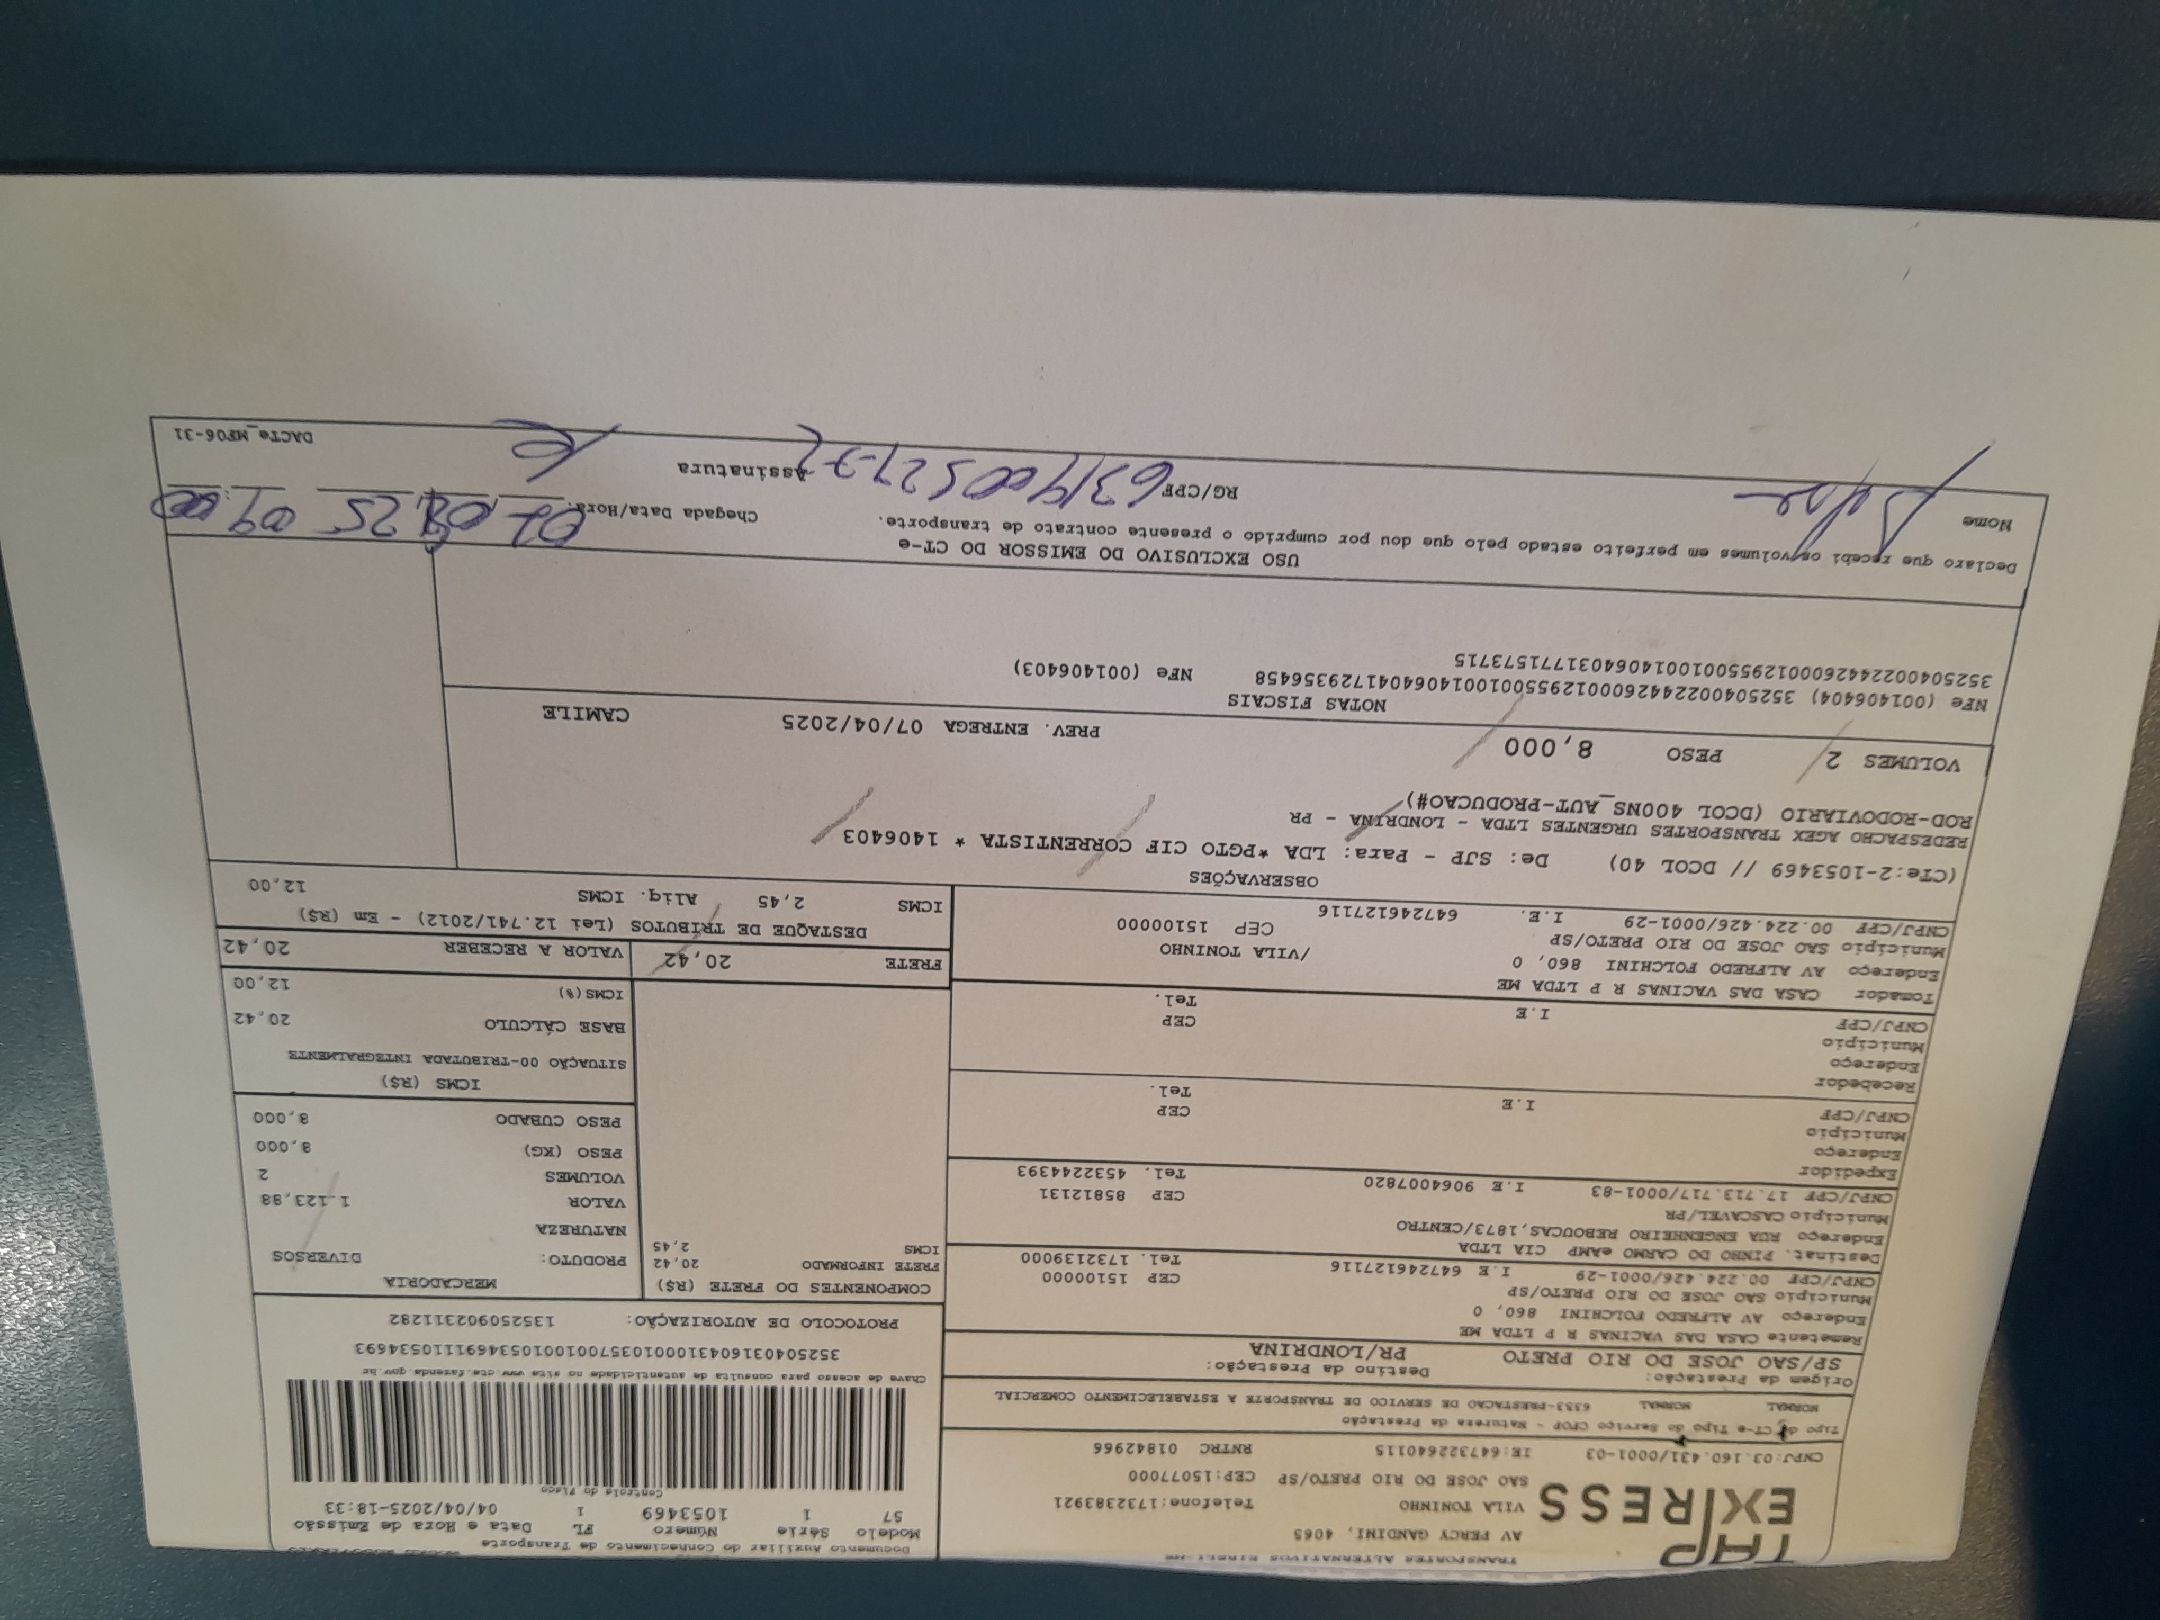 TRANSPORTES ALTERNATIVOS EIRELI-ME
TAP EXPRESS
AV PERCY GANDINI, 4065
VILA TONINHO Telefone:1732383921
SAO JOSE DO RIO PRETO/SP CEP:15077000
CNPJ:03.160.431/0001-03 IE:647322640115 RNTRC 01842966
Documento Auxiliar do Conhecimento de Transporte
Modelo Série Número FL Data e Hora de Emissão
57 1 1053469 1 04/04/2025-18:33
Controle do Fisco
Chave de acesso para consulta de autenticidade no site www.cte.fazenda.gov.br
35250403160431000103570010010534691110534693
PROTOCOLO DE AUTORIZAÇÃO: 135250902311282
Tipo do CT-e Tipo do Serviço CFOP - Natureza da Prestação
NORMAL NORMAL 6353-PRESTACAO DE SERVICO DE TRANSPORTE A ESTABELECIMENTO COMERCIAL
Origem da Prestação: Destino da Prestação:
SP/SAO JOSE DO RIO PRETO PR/LONDRINA
Remetente CASA DAS VACINAS R P LTDA ME
Endereço AV ALFREDO FOLCHINI 860, 0
Município SAO JOSE DO RIO PRETO/SP CEP 15100000
CNPJ/CPF 00.224.426/0001-29 I.E 647246127116 Tel. 1732139000
Destinat. PINHO DO CARMO &AMP CIA LTDA
Endereço RUA ENGENHEIRO REBOUCAS,1873/CENTRO
Município CASCAVEL/PR CEP 85812131
CNPJ/CPF 17.713.717/0001-83 I.E 9064007820 Tel. 4532244393
Expedidor
Endereço
Município CEP
CNPJ/CPF I.E Tel.
Recebedor
Endereço
Município CEP
CNPJ/CPF I.E Tel.
Tomador CASA DAS VACINAS R P LTDA ME
Endereço AV ALFREDO FOLCHINI 860, 0 /VILA TONINHO
Município SAO JOSE DO RIO PRETO/SP CEP 15100000
CNPJ/CPF 00.224.426/0001-29 I.E. 647246127116
COMPONENTES DO FRETE (R$)
FRETE INFORMADO 20,42
ICMS 2,45
MERCADORIA
PRODUTO: DIVERSOS
NATUREZA
VALOR 1.123,88
VOLUMES 2
PESO (KG) 8,000
PESO CUBADO 8,000
ICMS (R$)
SITUAÇÃO 00-TRIBUTADA INTEGRALMENTE
BASE CÁLCULO 20,42
ICMS(%) 12,00
FRETE 20,42 VALOR A RECEBER 20,42
DESTAQUE DE TRIBUTOS (Lei 12.741/2012) - Em (R$)
ICMS 2,45 Aliq. ICMS 12,00
OBSERVAÇÕES
(CTe:2-1053469 // DCOL 40) De: SJP - Para: LDA *PGTO CIF CORRENTISTA * 1406403
REDESPACHO AGEX TRANSPORTES URGENTES LTDA - LONDRINA - PR
ROD-RODOVIARIO (DCOL 400NS_AUT-PRODUCAO#)
VOLUMES 2 PESO 8,000 PREV. ENTREGA 07/04/2025 CAMILE
NOTAS FISCAIS
NFe (001406404) 35250400224426000129550010014064041729356458 NFe (001406403)
35250400224426000129550010014064031777573715
USO EXCLUSIVO DO EMISSOR DO CT-e
Declaro que recebi os volumes em perfeito estado pelo que dou por cumprido o presente contrato de transporte.
Nome RG/CPF Assinatura
Chegada Data/Hora: 25 09:00
DACTe_MP06-31